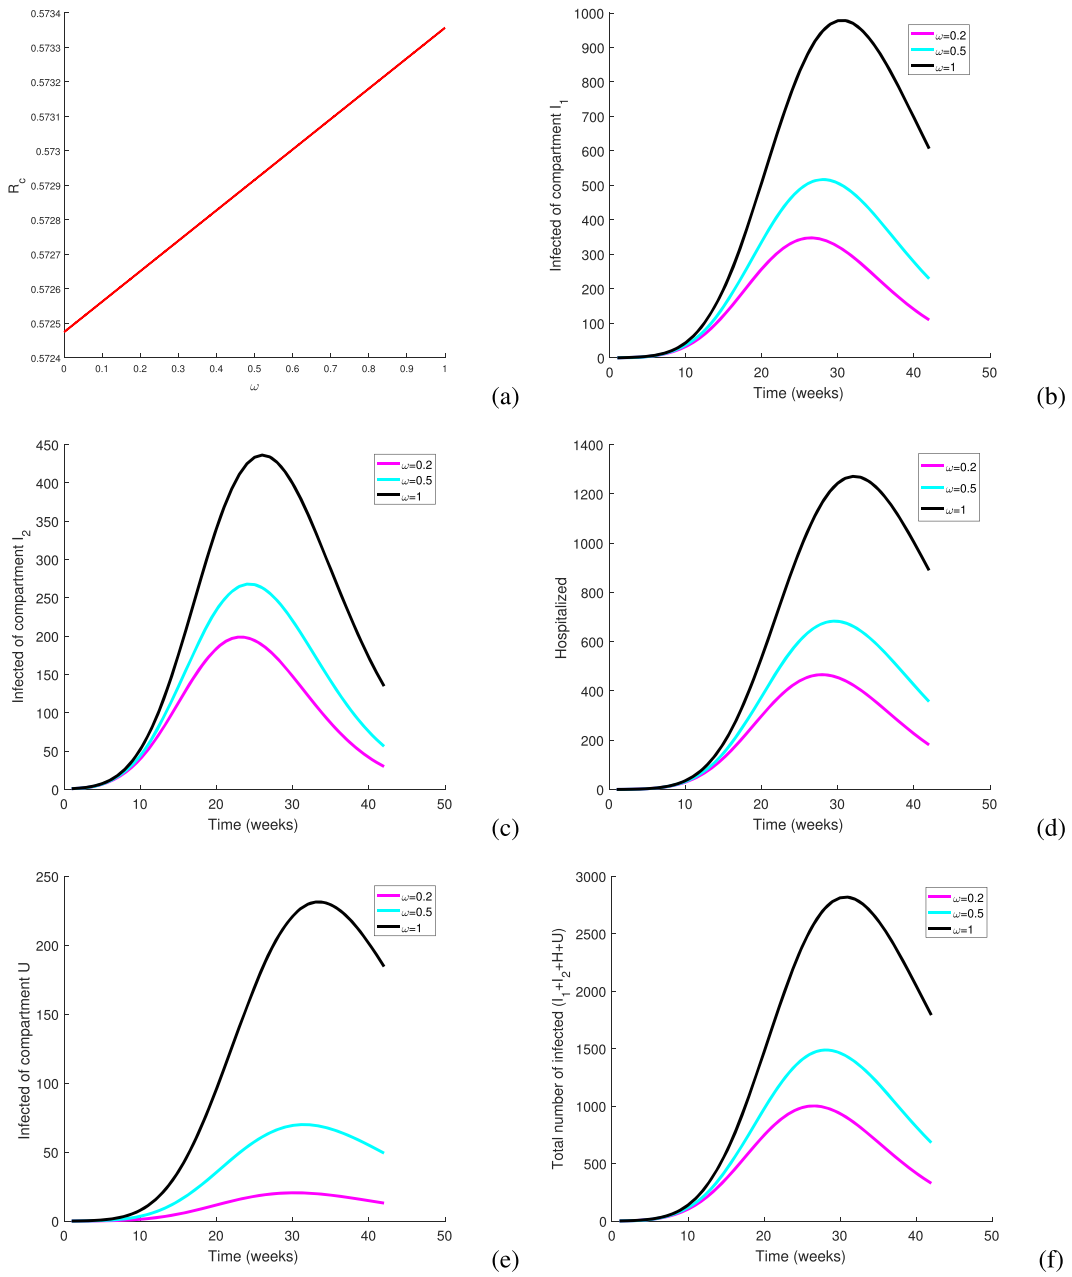 0.5734
0.5733
0.5732
0.5731
0.573
0.5729
0.5728
0.5727
0.5726
0.5725
0.5724
R_c
0 0.1 0.2 0.3 0.4 0.5 0.6 0.7 0.8 0.9 1
ω
(a)
1000
900
800
700
600
500
400
300
200
100
0
Infected of compartment I_1
ω=0.2
ω=0.5
ω=1
0 10 20 30 40 50
Time (weeks)
(b)
450
400
350
300
250
200
150
100
50
0
Infected of compartment I_2
ω=0.2
ω=0.5
ω=1
0 10 20 30 40 50
Time (weeks)
(c)
1400
1200
1000
800
600
400
200
0
Hospitalized
ω=0.2
ω=0.5
ω=1
0 10 20 30 40 50
Time (weeks)
(d)
250
200
150
100
50
0
Infected of compartment U
ω=0.2
ω=0.5
ω=1
0 10 20 30 40 50
Time (weeks)
(e)
3000
2500
2000
1500
1000
500
0
Total number of infected (I_1+I_2+H+U)
ω=0.2
ω=0.5
ω=1
0 10 20 30 40 50
Time (weeks)
(f)